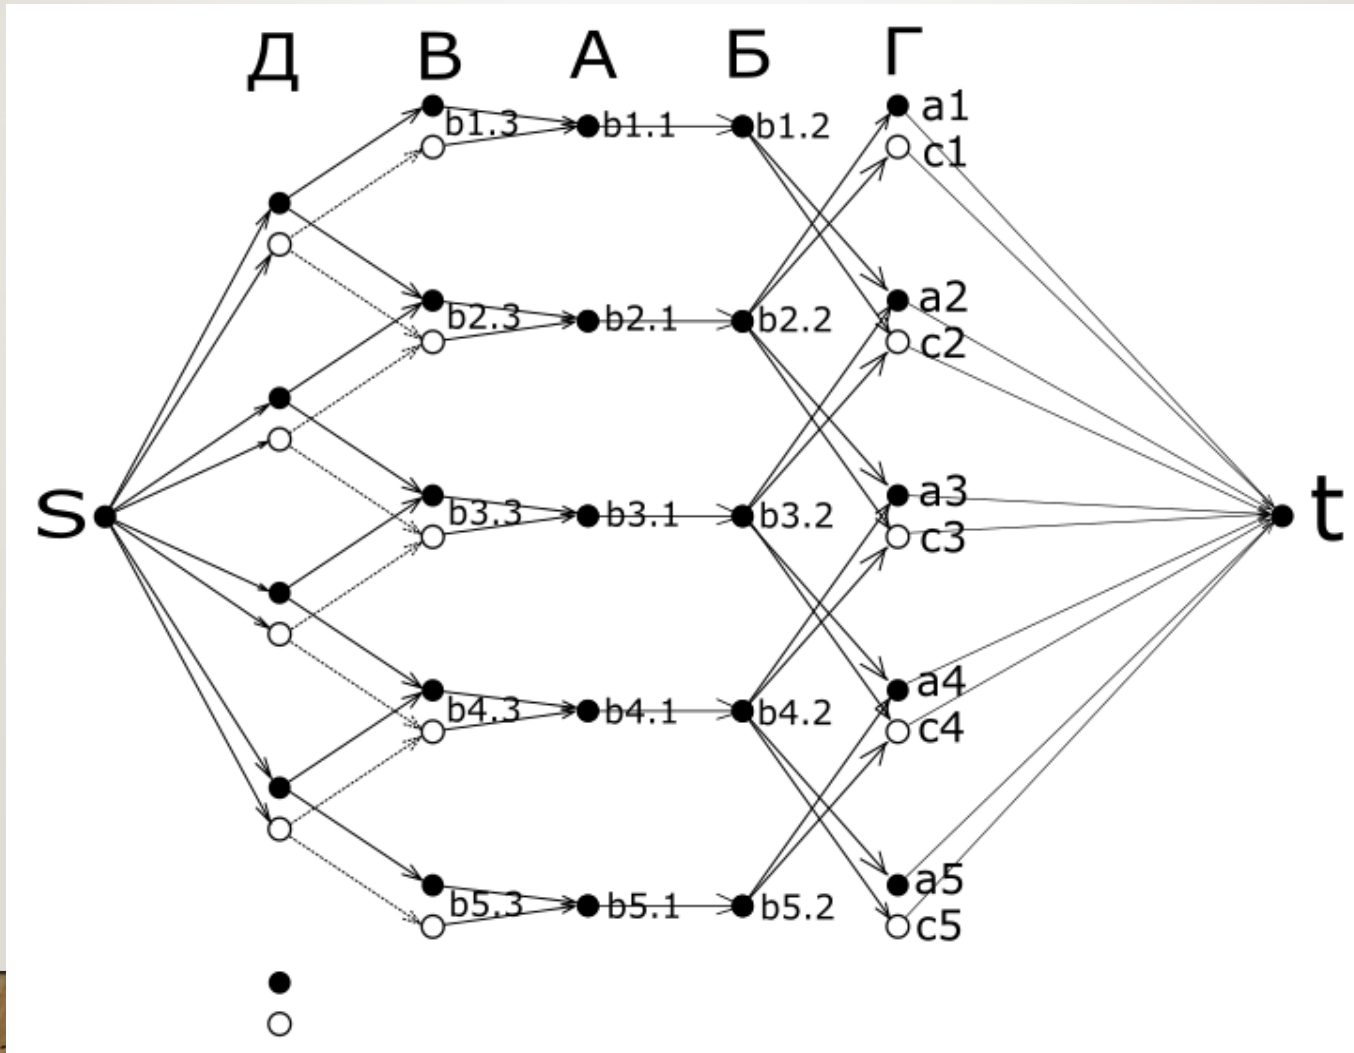 Д В А Б Г
b1.3 b1.1 b1.2 a1
c1
b2.3 b2.1 b2.2 a2
c2
S b3.3 b3.1 b3.2 a3 t
c3
b4.3 b4.1 b4.2 a4
c4
b5.3 b5.1 b5.2 a5
c5